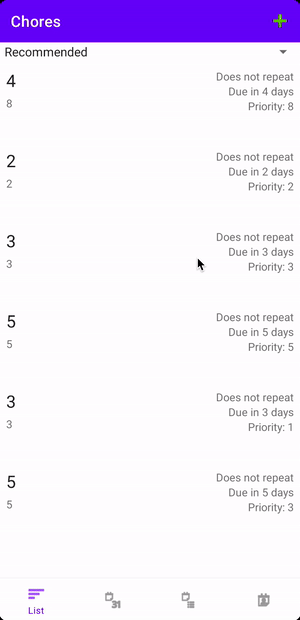 Chores
Recommended
4
8
Does not repeat
Due in 4 days
Priority: 8
2
2
Does not repeat
Due in 2 days
Priority: 2
3
3
Does not repeat
Due in 3 days
Priority: 3
5
5
Does not repeat
Due in 5 days
Priority: 5
3
3
Does not repeat
Due in 3 days
Priority: 1
5
5
Does not repeat
Due in 5 days
Priority: 3
31
List